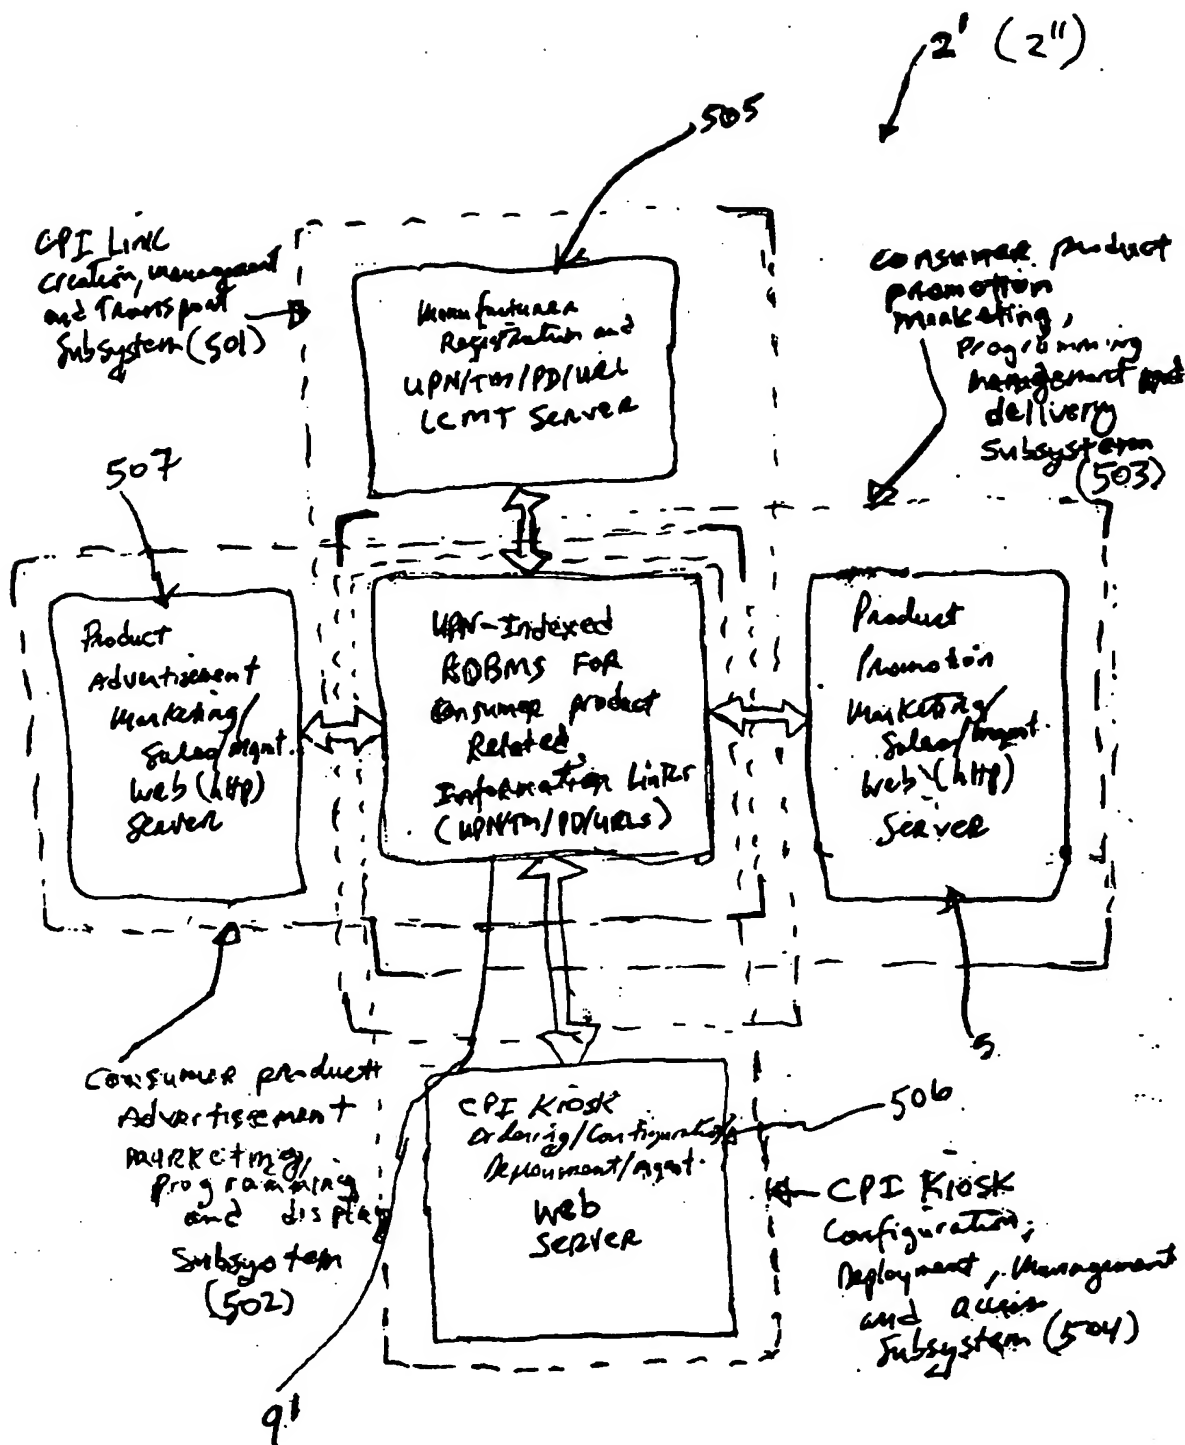 2' (2")
505
CPI Link
Creation, Management
and Transport
Subsystem (501)
Manufacturer
Registration and
UPN/TM/PD/URL
LCMT Server
Consumer product
promotion
marketing,
Programming
management and
delivery
Subsystem
(503)
507
Product
Advertisement
Marketing/
Sales/mgmt.
Web (http)
Server
UPN-Indexed
RDBMS For
Consumer product
Related
Information Links
(UPN/TM/PD/URLs)
Product
Promotion
Marketing/
Sales/mgmt.
Web (http)
Server
5
Consumer product
Advertisement
marketing,
programming
and display
Subsystem
(502)
CPI Kiosk
Ordering/Configuration/
Deployment/mgmt.
Web
Server
506
CPI Kiosk
Configuration,
Deployment, Management
and access
Subsystem (504)
9'